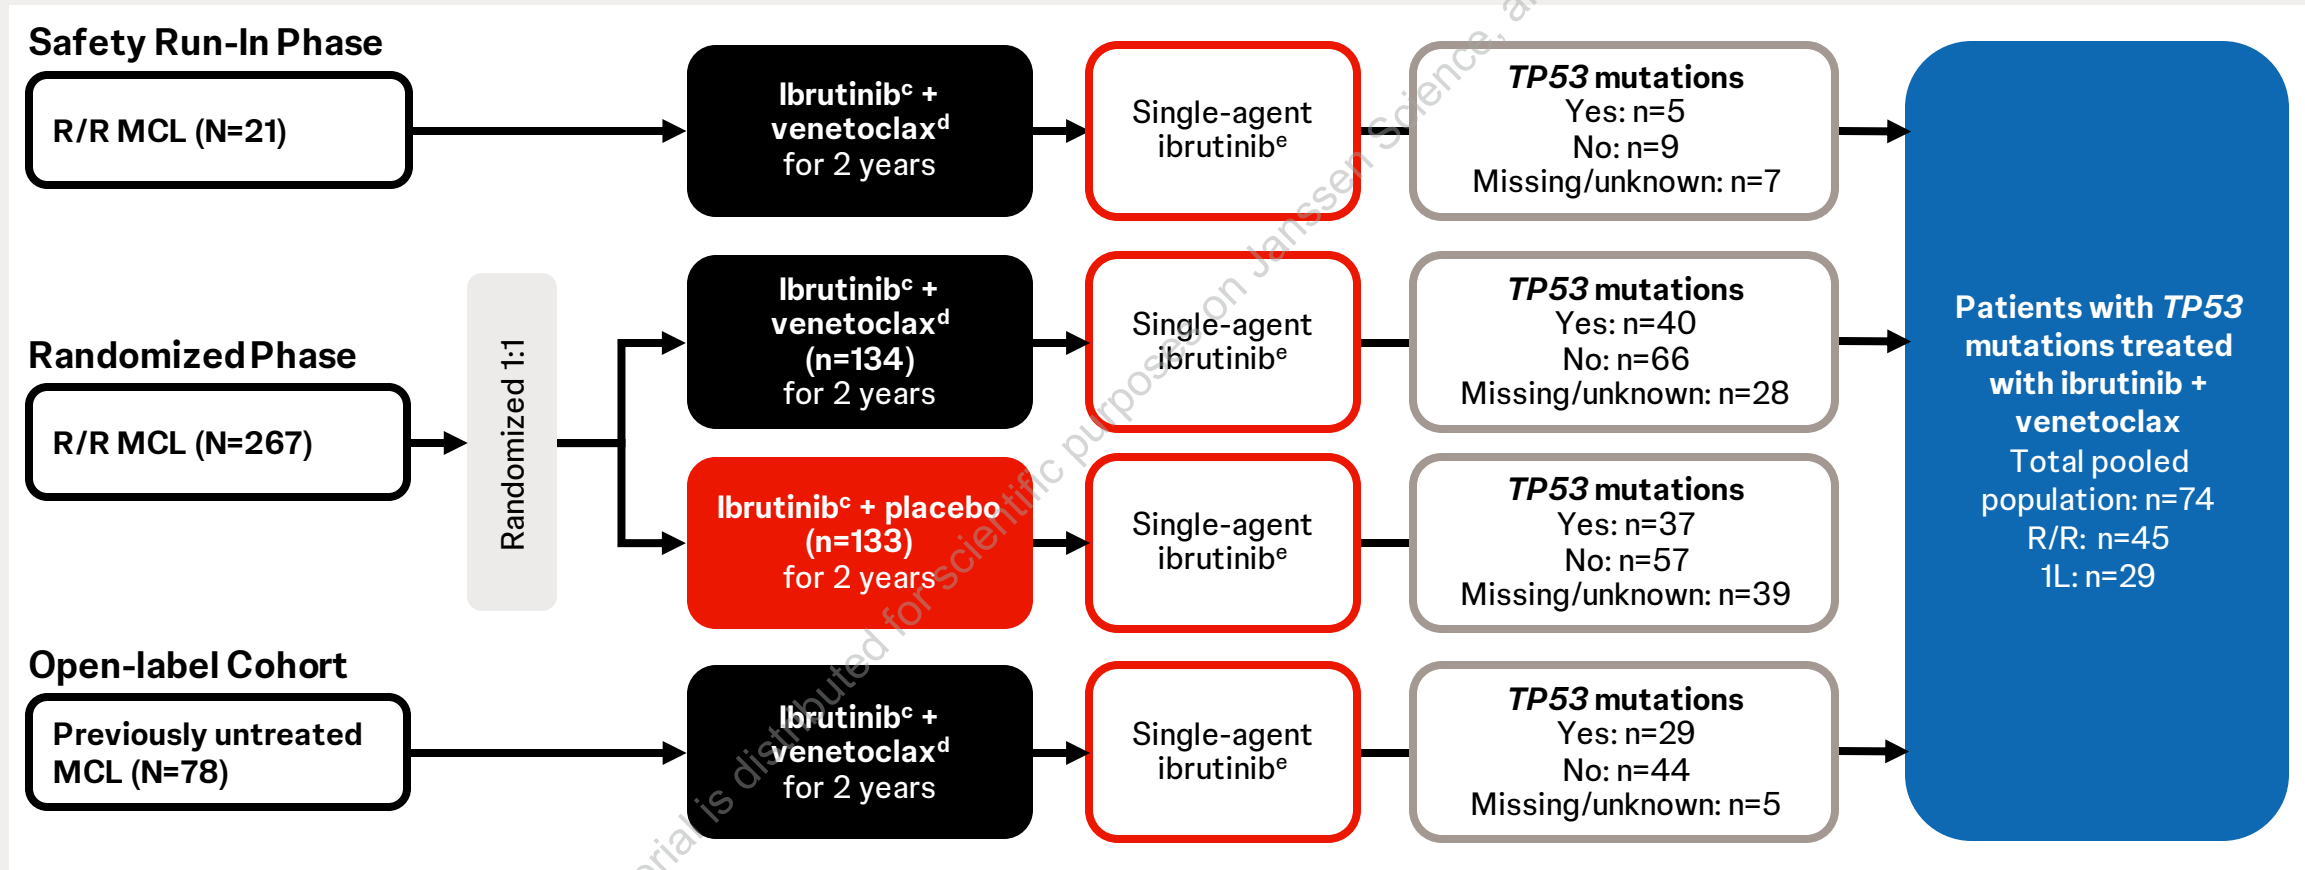 Safety Run-In Phase
R/R MCL (N=21)
Ibrutinibᶜ +
venetoclaxᵈ
for 2 years
Single-agent
ibrutinibᵉ
TP53 mutations
Yes: n=5
No: n=9
Missing/unknown: n=7
Randomized Phase
R/R MCL (N=267)
Randomized 1:1
Ibrutinibᶜ +
venetoclaxᵈ
(n=134)
for 2 years
Single-agent
ibrutinibᵉ
TP53 mutations
Yes: n=40
No: n=66
Missing/unknown: n=28
Ibrutinibᶜ + placebo
(n=133)
for 2 years
Single-agent
ibrutinibᵉ
TP53 mutations
Yes: n=37
No: n=57
Missing/unknown: n=39
Open-label Cohort
Previously untreated
MCL (N=78)
Ibrutinibᶜ +
venetoclaxᵈ
for 2 years
Single-agent
ibrutinibᵉ
TP53 mutations
Yes: n=29
No: n=44
Missing/unknown: n=5
Patients with TP53
mutations treated
with ibrutinib +
venetoclax
Total pooled
population: n=74
R/R: n=45
1L: n=29
is distributed for scientific purposes on Janssen Science,